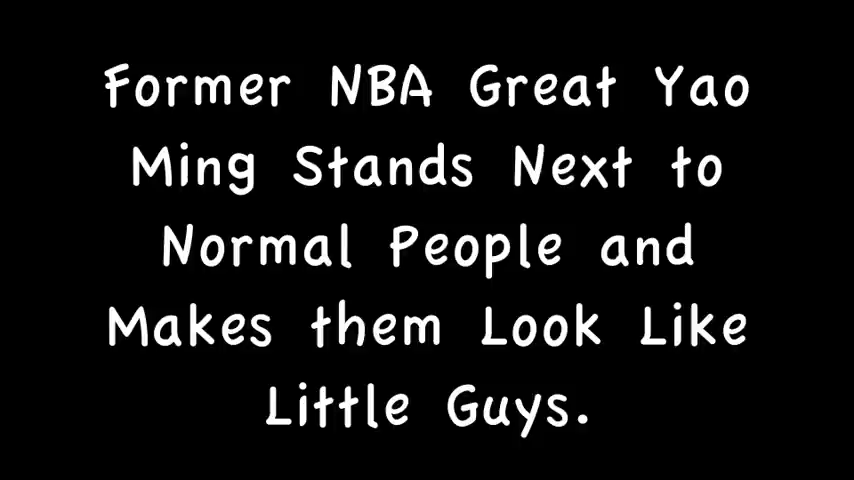 Former NBA Great Yao
Ming Stands Next to
Normal People and
Makes them Look Like
Little Guys.